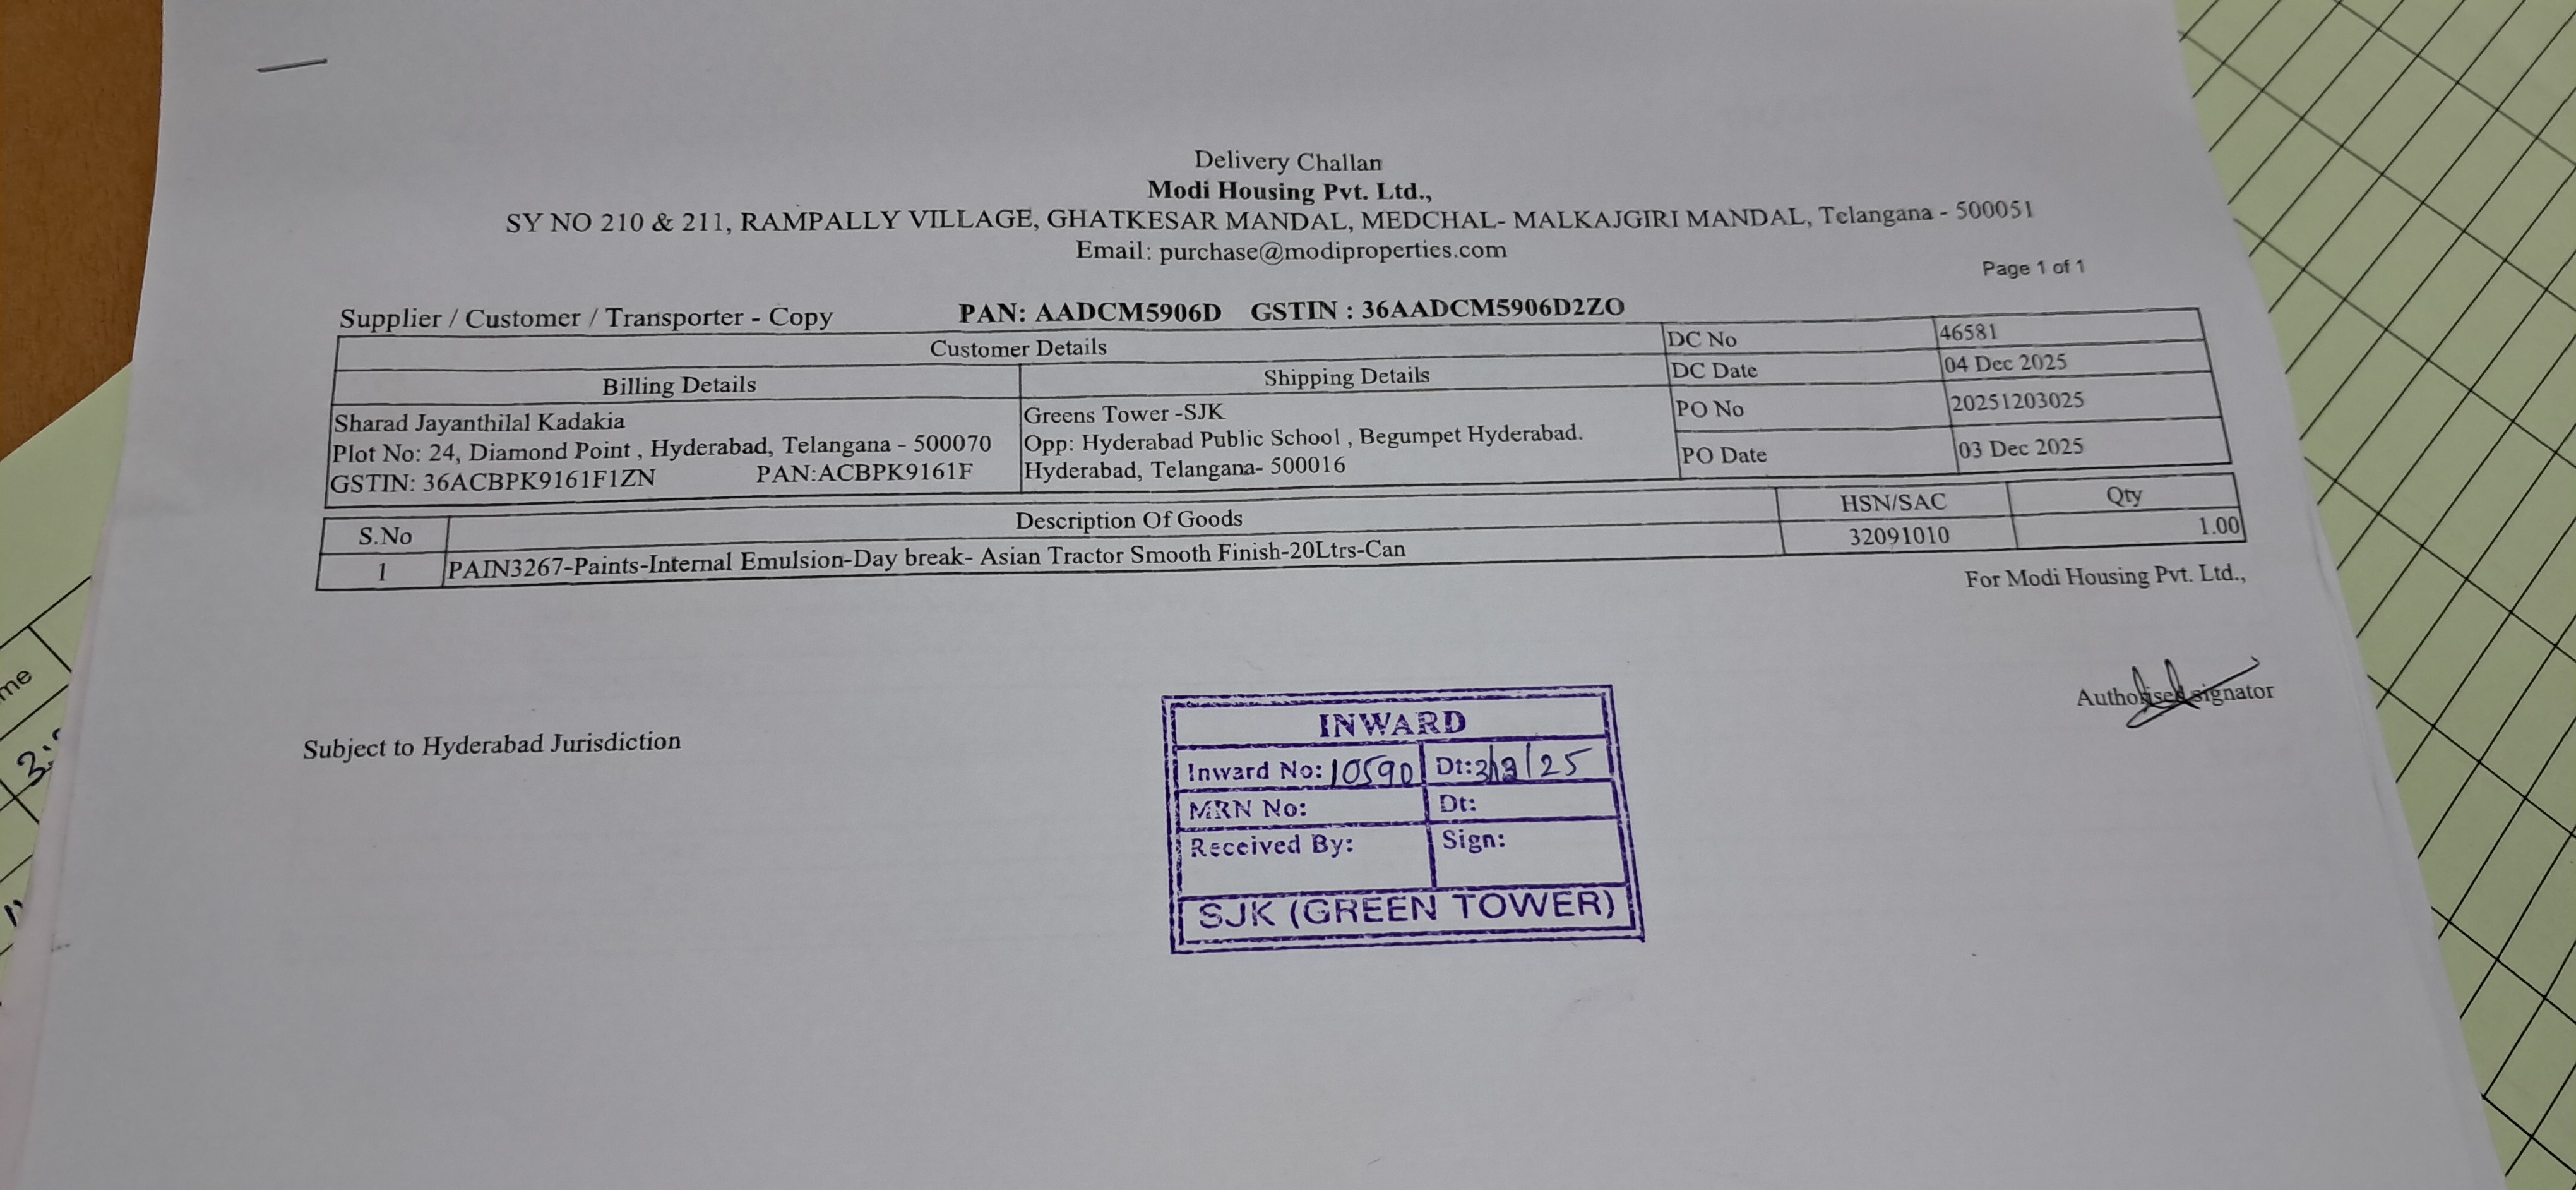 Delivery Challan
Modi Housing Pvt. Ltd.,
SY NO 210 & 211, RAMPALLY VILLAGE, GHATKESAR MANDAL, MEDCHAL- MALKAJGIRI MANDAL, Telangana - 500051
Email: purchase@modiproperties.com
Page 1 of 1
Supplier / Customer / Transporter - Copy PAN: AADCM5906D GSTIN : 36AADCM5906D2ZO
Customer Details
DC No 46581
Billing Details Shipping Details
DC Date 04 Dec 2025
Sharad Jayanthilal Kadakia
Plot No: 24, Diamond Point , Hyderabad, Telangana - 500070
GSTIN: 36ACBPK9161F1ZN PAN:ACBPK9161F
Greens Tower -SJK
Opp: Hyderabad Public School , Begumpet Hyderabad.
Hyderabad, Telangana- 500016
PO No 20251203025
PO Date 03 Dec 2025
S.No Description Of Goods HSN/SAC Qty
1 PAIN3267-Paints-Internal Emulsion-Day break- Asian Tractor Smooth Finish-20Ltrs-Can 32091010 1.00
For Modi Housing Pvt. Ltd.,
Authorised signator
Subject to Hyderabad Jurisdiction
INWARD
Inward No: 10590 Dt:
MRN No: Dt:
Received By: Sign:
SJK (GREEN TOWER)
me